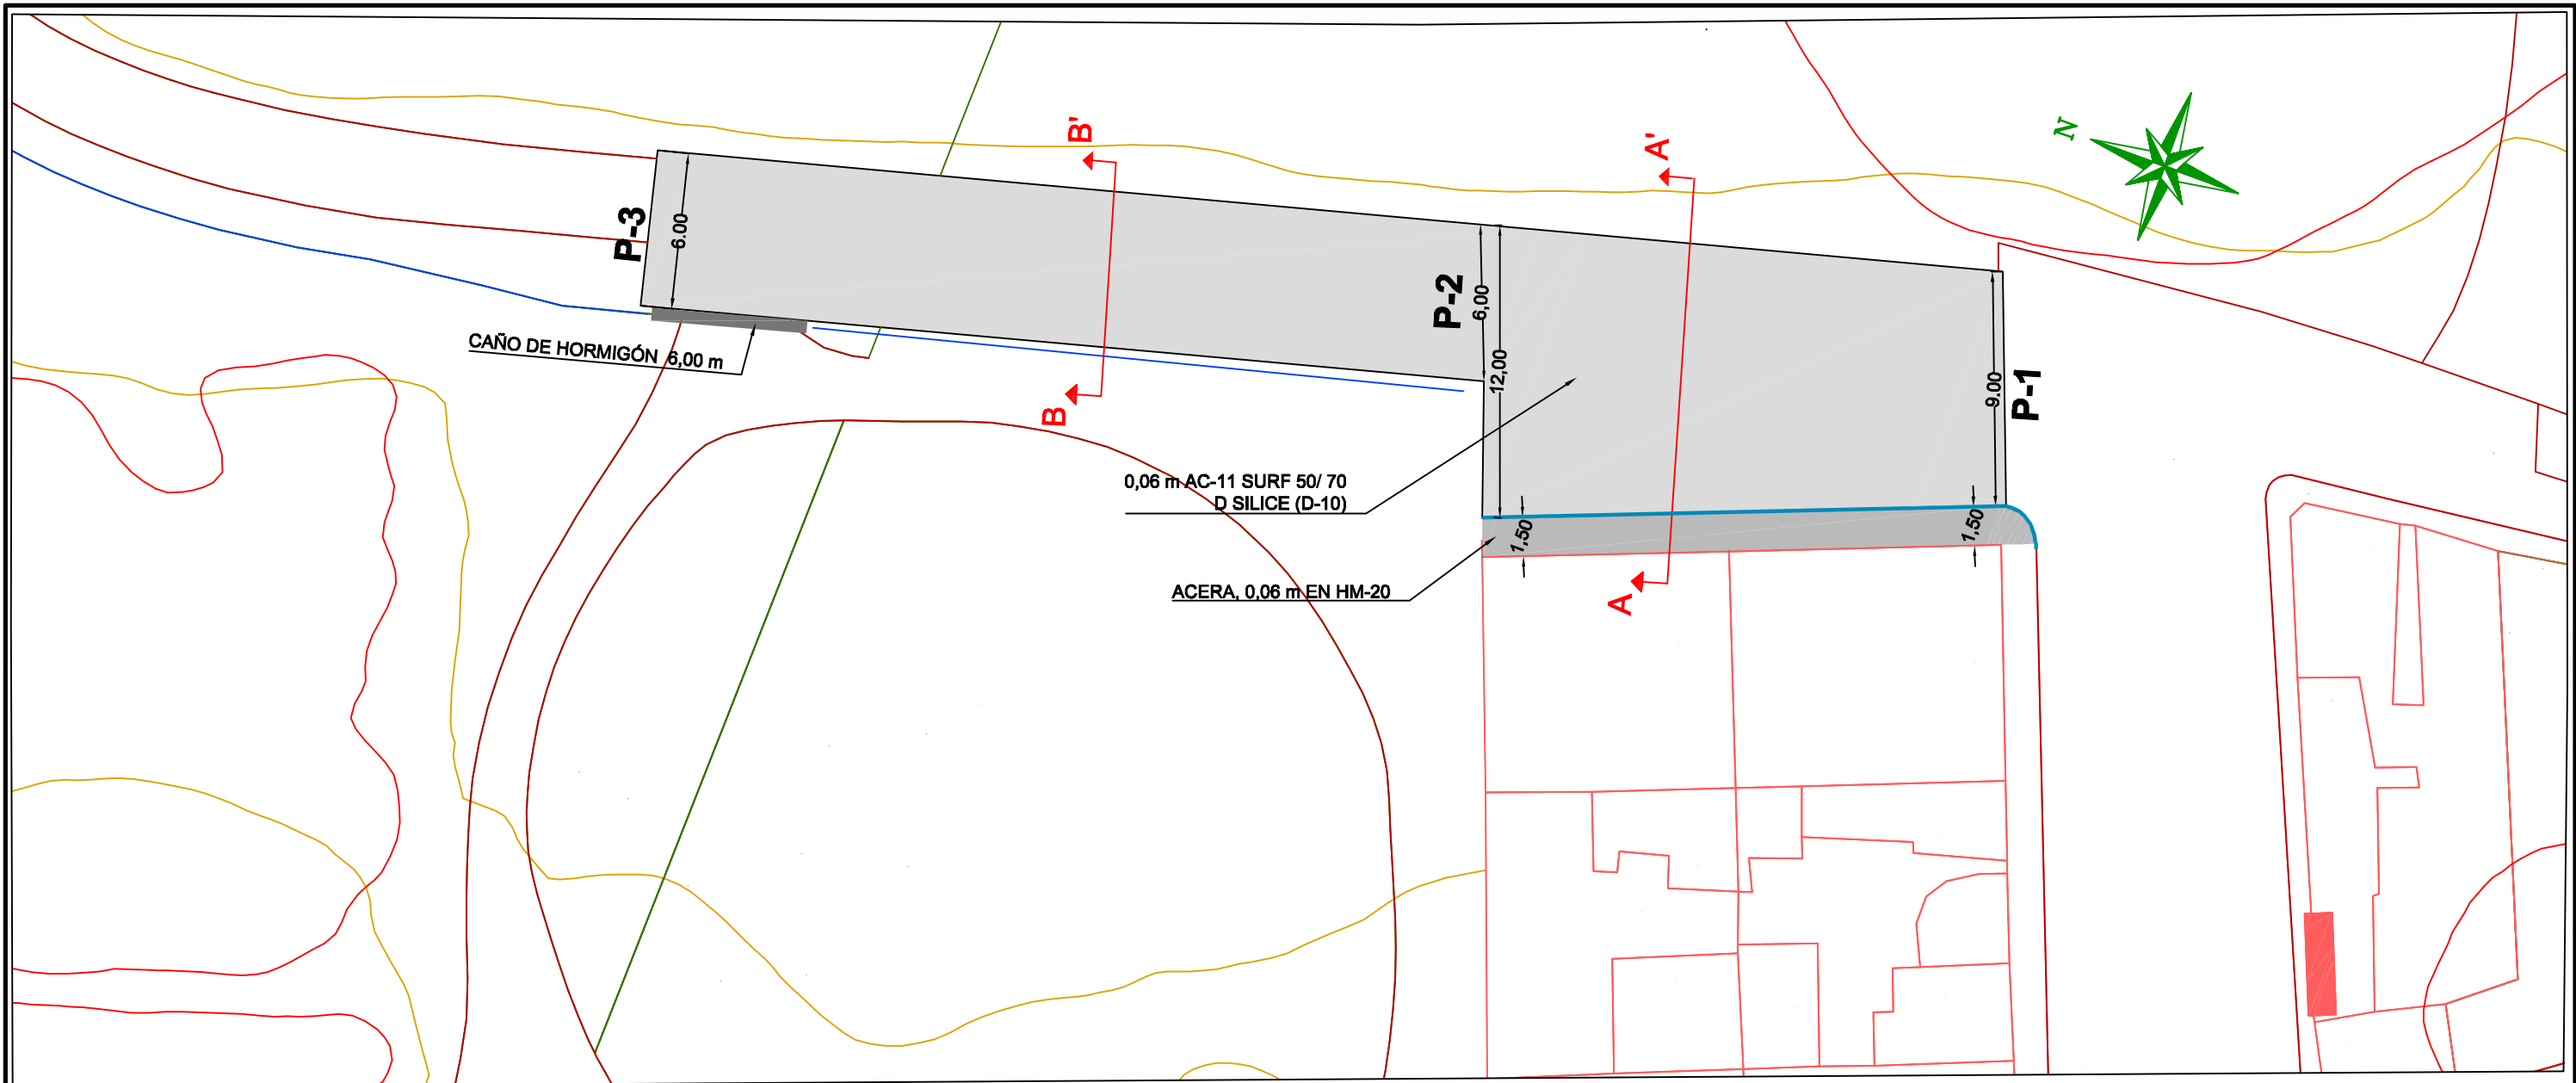 N
B'
A'
P-3
6.00
P-2
6,00
12,00
9.00
P-1
CAÑO DE HORMIGÓN 6,00 m
B
0,06 m AC-11 SURF 50/ 70
D SILICE (D-10)
1,50
1,50
ACERA, 0,06 m EN HM-20
A